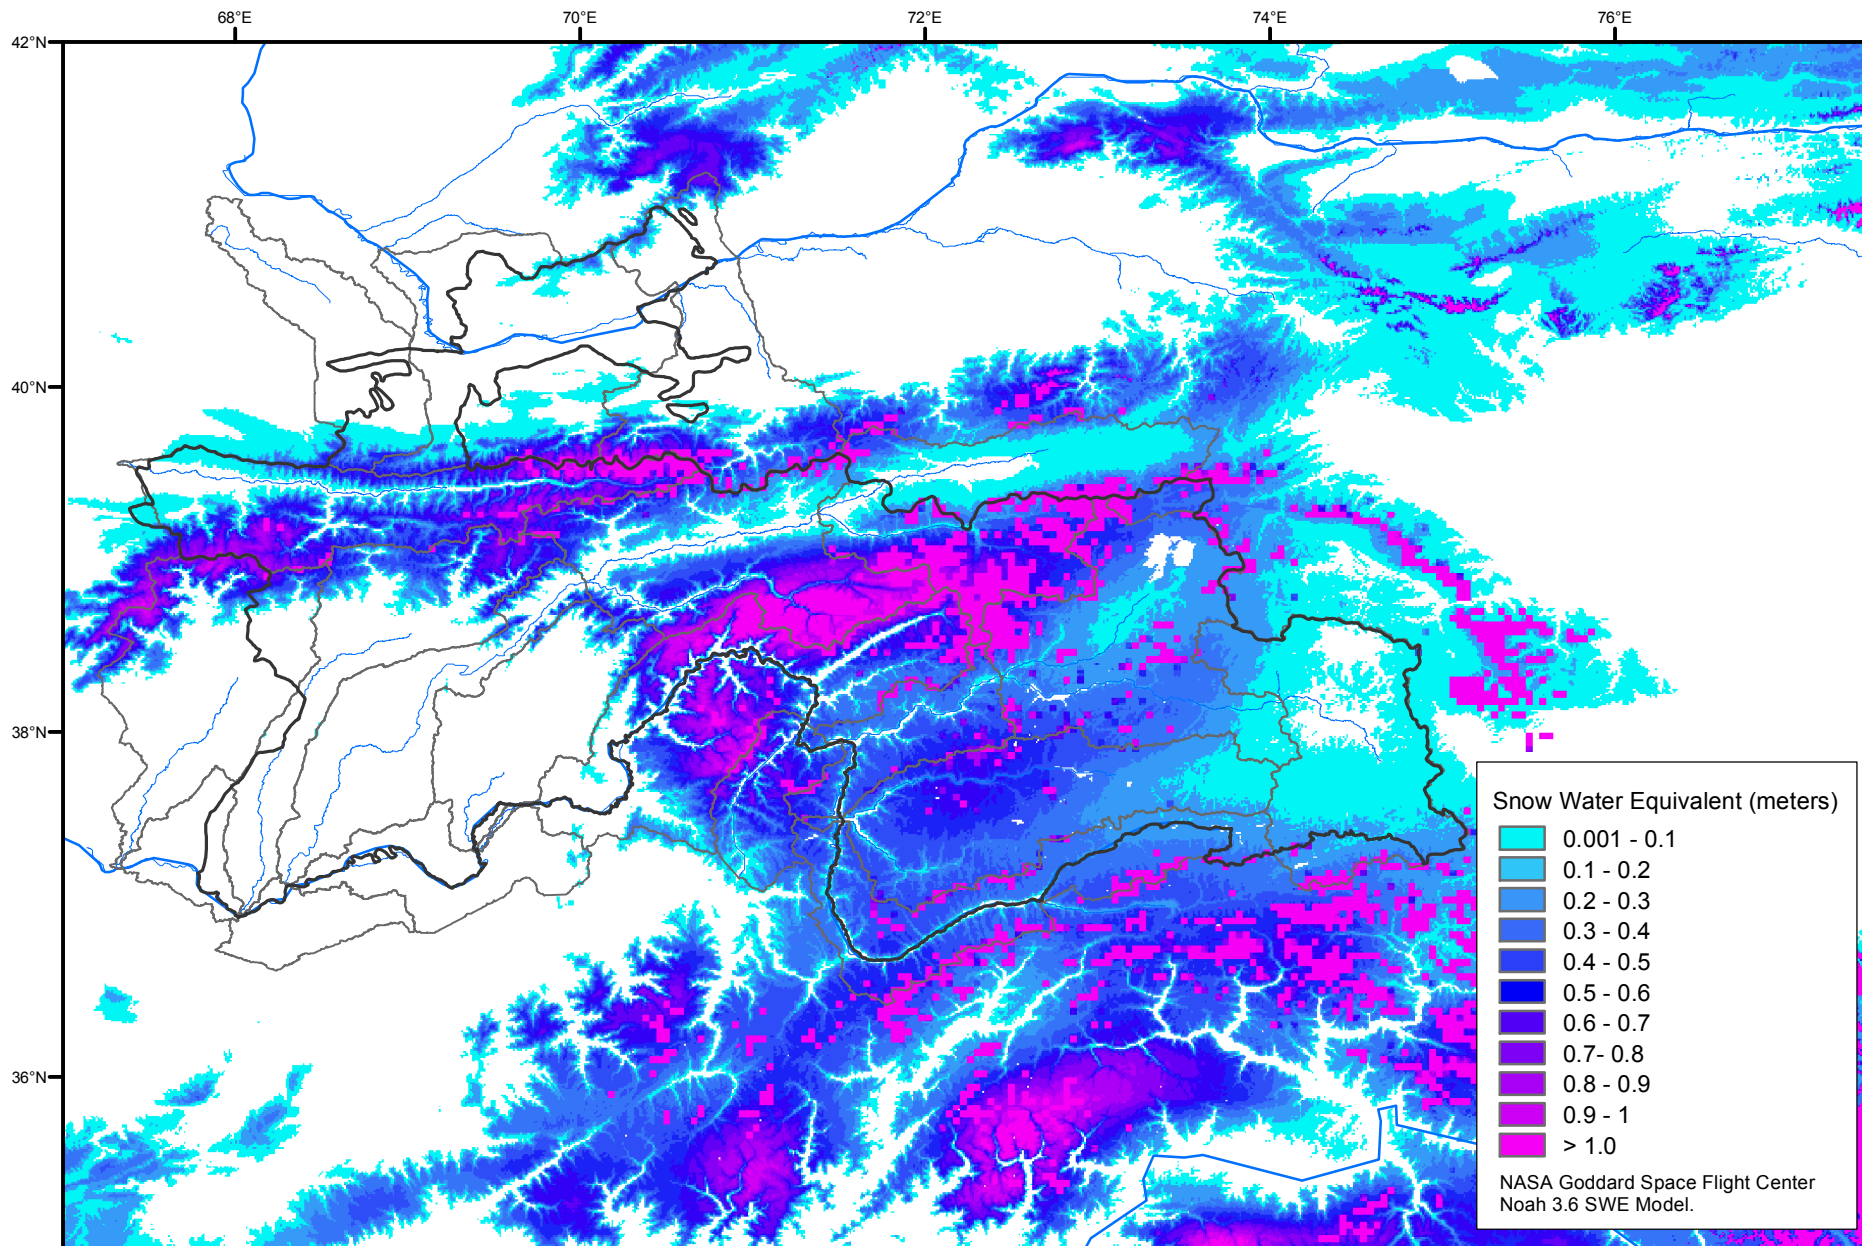 68°E 70°E 72°E 74°E 76°E
42°N
40°N
38°N
36°N
Snow Water Equivalent (meters)
0.001 - 0.1
0.1 - 0.2
0.2 - 0.3
0.3 - 0.4
0.4 - 0.5
0.5 - 0.6
0.6 - 0.7
0.7- 0.8
0.8 - 0.9
0.9 - 1
> 1.0
NASA Goddard Space Flight Center
Noah 3.6 SWE Model.